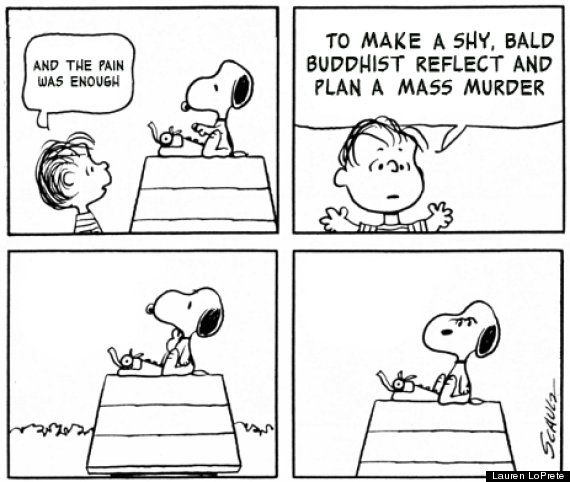 AND THE PAIN
WAS ENOUGH
TO MAKE A SHY, BALD
BUDDHIST REFLECT AND
PLAN A MASS MURDER
SCHULZ
Lauren LoPrete